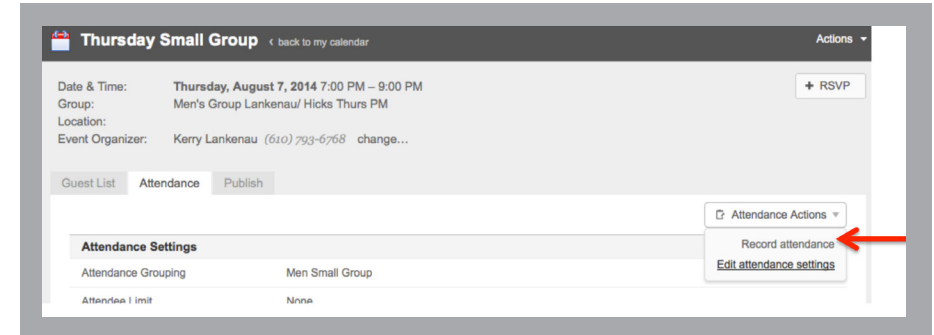 Thursday Small Group ‹ back to my calendar Actions
Date & Time: Thursday, August 7, 2014 7:00 PM – 9:00 PM + RSVP
Group: Men's Group Lankenau/ Hicks Thurs PM
Location:
Event Organizer: Kerry Lankenau (610) 793-6768 change...
Guest List Attendance Publish
Attendance Actions
Attendance Settings Record attendance
Edit attendance settings
Attendance Grouping Men Small Group
Attendee Limit None